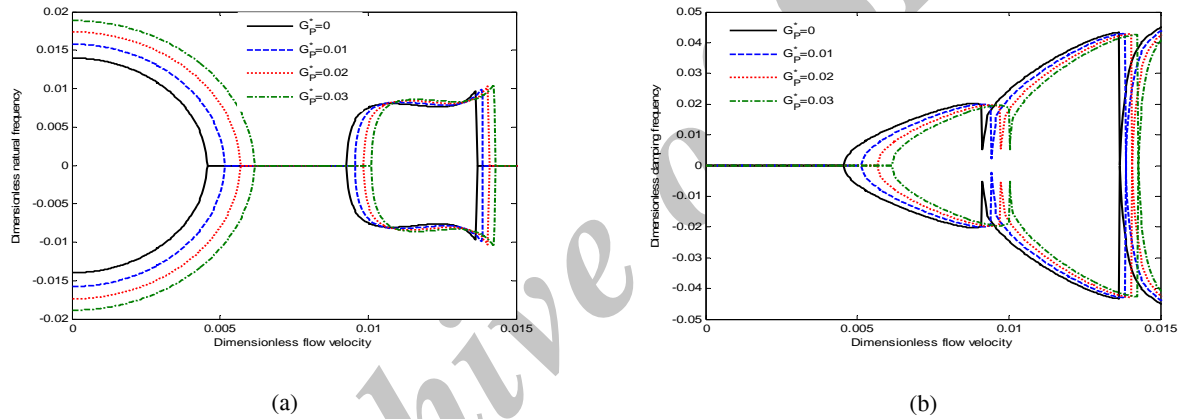 0.02
0.015
0.01
0.005
0
-0.005
-0.01
-0.015
-0.02
0
0.005
0.01
0.015
Dimensionless natural frequency
Dimensionless flow velocity
G*P=0
G*P=0.01
G*P=0.02
G*P=0.03
(a)
0.05
0.04
0.03
0.02
0.01
0
-0.01
-0.02
-0.03
-0.04
-0.05
0
0.005
0.01
0.015
Dimensionless damping frequency
Dimensionless flow velocity
G*P=0
G*P=0.01
G*P=0.02
G*P=0.03
(b)
hive